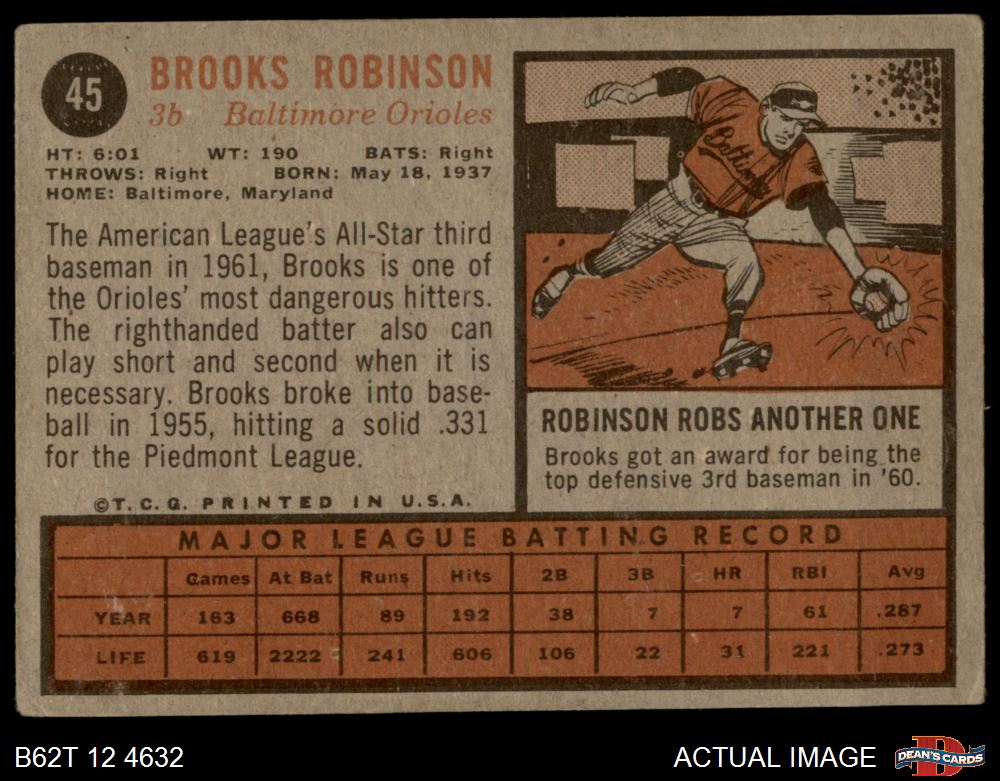 45
BROOKS ROBINSON
3b Baltimore Orioles
HT: 6:01 WT: 190 BATS: Right
THROWS: Right BORN: May 18, 1937
HOME: Baltimore, Maryland
The American League's All-Star third
baseman in 1961, Brooks is one of
the Orioles' most dangerous hitters.
The righthanded batter also can
play short and second when it is
necessary. Brooks broke into base-
ball in 1955, hitting a solid .331
for the Piedmont League.
©T.C.G. PRINTED IN U.S.A.
Baltimore
ROBINSON ROBS ANOTHER ONE
Brooks got an award for being the
top defensive 3rd baseman in '60.
MAJOR LEAGUE BATTING RECORD
Games At Bat Runs Hits 2B 3B HR RBI Avg
YEAR 163 668 89 192 38 7 7 61 .287
LIFE 619 2222 241 606 106 22 31 221 .273
B62T 12 4632
ACTUAL IMAGE
D
DEAN'S CARDS